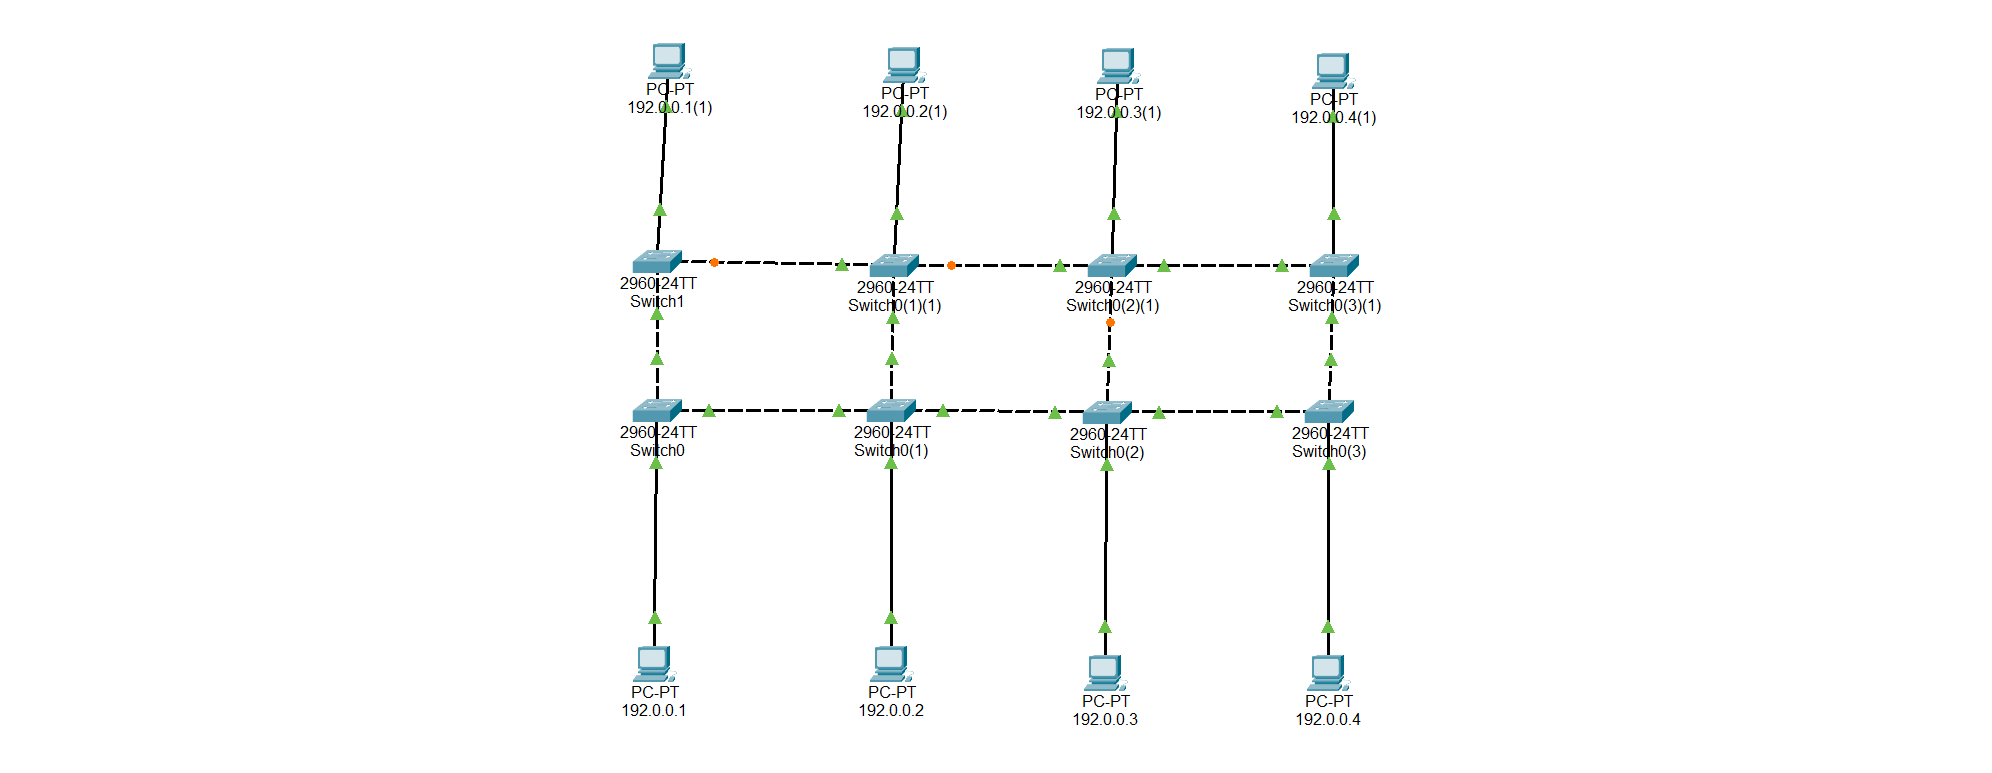 PC-PT
192.0.0.1(1)
PC-PT
192.0.0.2(1)
PC-PT
192.0.0.3(1)
PC-PT
192.0.0.4(1)
2960-24TT
Switch1
2960-24TT
Switch0(1)(1)
2960-24TT
Switch0(2)(1)
2960-24TT
Switch0(3)(1)
2960-24TT
Switch0
2960-24TT
Switch0(1)
2960-24TT
Switch0(2)
2960-24TT
Switch0(3)
PC-PT
192.0.0.1
PC-PT
192.0.0.2
PC-PT
192.0.0.3
PC-PT
192.0.0.4